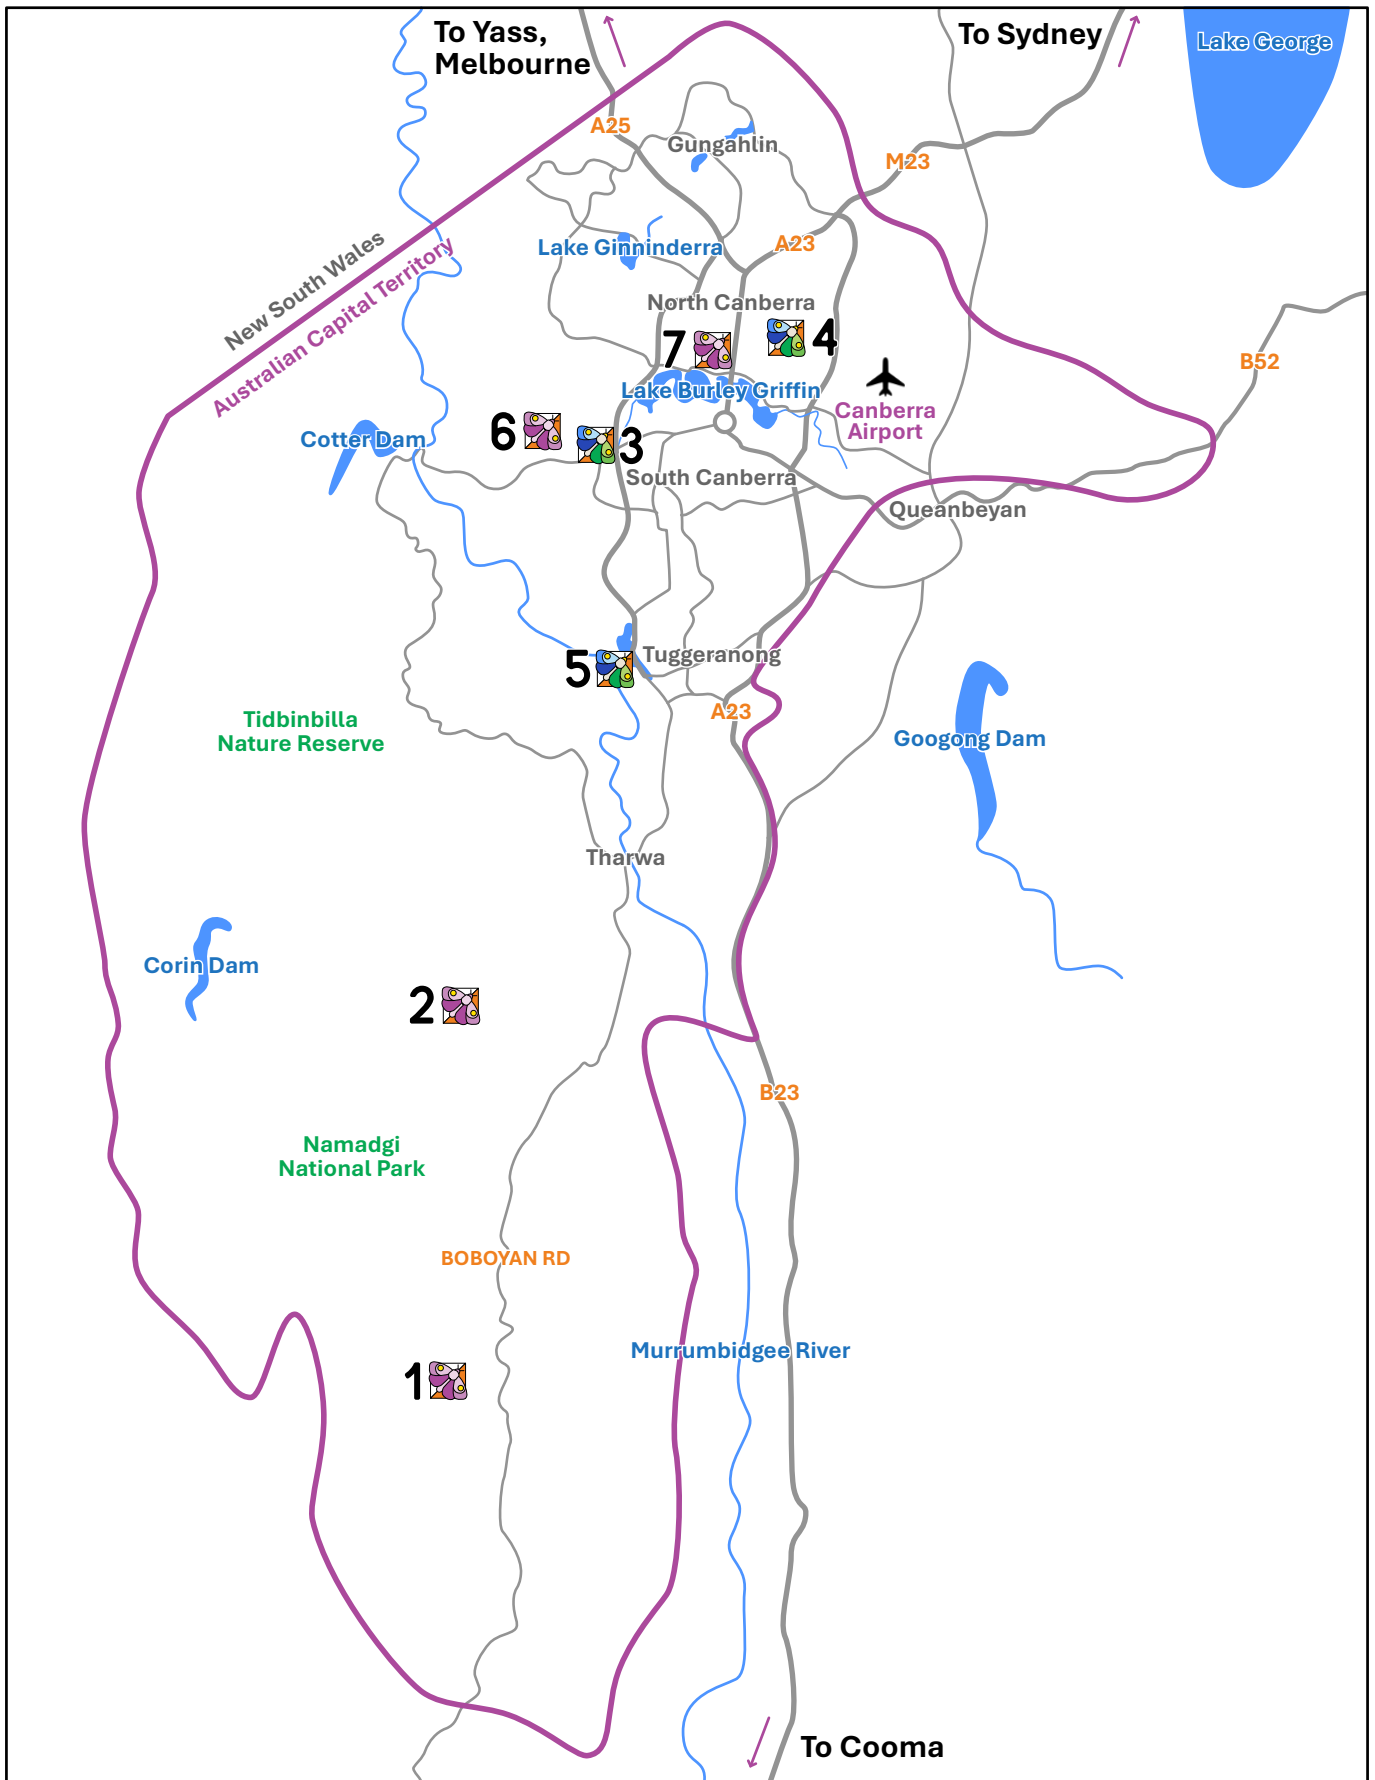 To Yass,
Melbourne
To Sydney
Lake George
A25
Gungahlin
M23
New South Wales
Australian Capital Territory
Lake Ginninderra
A23
North Canberra
7
4
B52
Lake Burley Griffin
Canberra
Airport
6
3
Cotter Dam
South Canberra
Queanbeyan
5
Tuggeranong
A23
Tidbinbilla
Nature Reserve
Googong Dam
Tharwa
Corin Dam
2
B23
Namadgi
National Park
BOBOYAN RD
Murrumbidgee River
1
To Cooma